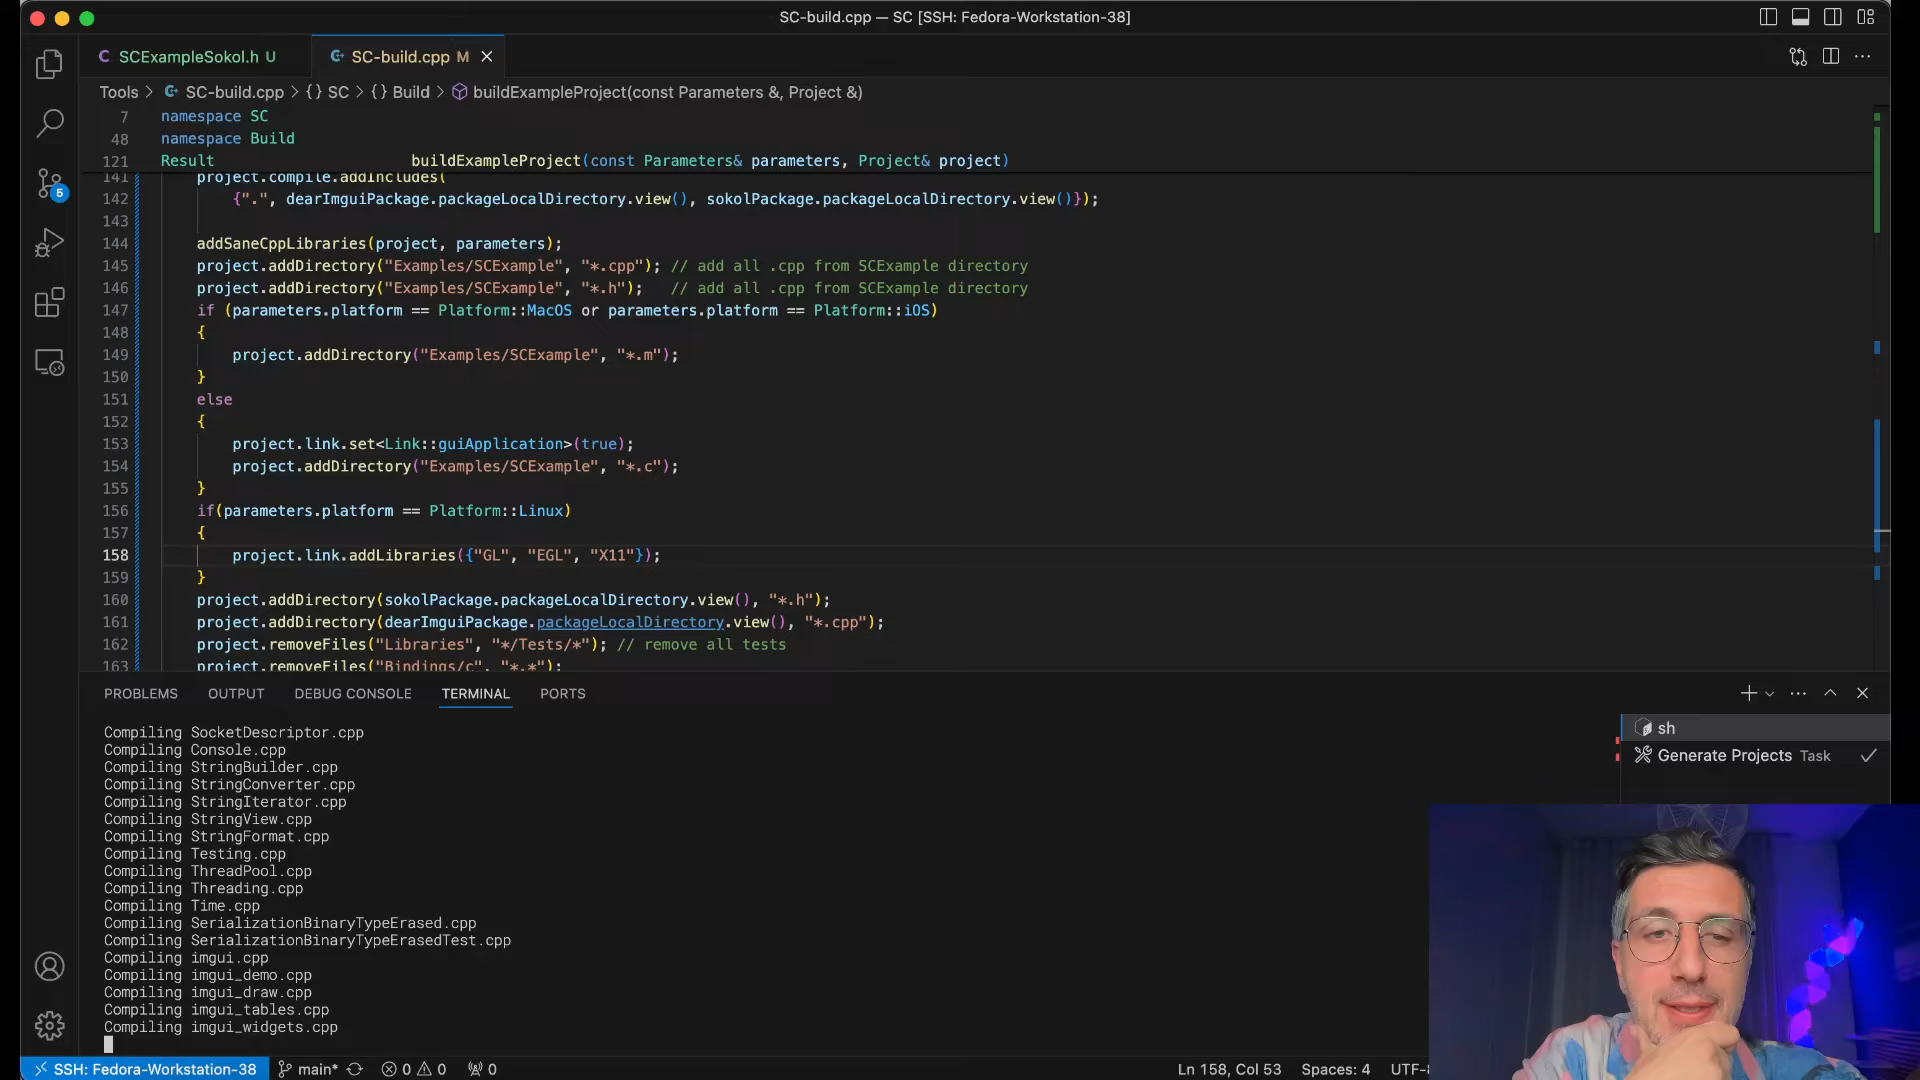 SC-build.cpp — SC [SSH: Fedora-Workstation-38]
SCExampleSokol.h U
SC-build.cpp M
Tools > SC-build.cpp > {} SC > {} Build > buildExampleProject(const Parameters &, Project &)
7 namespace SC
48 namespace Build
121 Result buildExampleProject(const Parameters& parameters, Project& project)
141 project.compile.addIncludes(
142 {".", dearImguiPackage.packageLocalDirectory.view(), sokolPackage.packageLocalDirectory.view()});
143
144 addSaneCppLibraries(project, parameters);
145 project.addDirectory("Examples/SCExample", "*.cpp"); // add all .cpp from SCExample directory
146 project.addDirectory("Examples/SCExample", "*.h"); // add all .cpp from SCExample directory
147 if (parameters.platform == Platform::MacOS or parameters.platform == Platform::iOS)
148 {
149 project.addDirectory("Examples/SCExample", "*.m");
150 }
151 else
152 {
153 project.link.set<Link::guiApplication>(true);
154 project.addDirectory("Examples/SCExample", "*.c");
155 }
156 if(parameters.platform == Platform::Linux)
157 {
158 project.link.addLibraries({"GL", "EGL", "X11"});
159 }
160 project.addDirectory(sokolPackage.packageLocalDirectory.view(), "*.h");
161 project.addDirectory(dearImguiPackage.packageLocalDirectory.view(), "*.cpp");
162 project.removeFiles("Libraries", "*/Tests/*"); // remove all tests
163 project.removeFiles("Bindings/c", "*.*");
5
PROBLEMS OUTPUT DEBUG CONSOLE TERMINAL PORTS
Compiling SocketDescriptor.cpp
Compiling Console.cpp
Compiling StringBuilder.cpp
Compiling StringConverter.cpp
Compiling StringIterator.cpp
Compiling StringView.cpp
Compiling StringFormat.cpp
Compiling Testing.cpp
Compiling ThreadPool.cpp
Compiling Threading.cpp
Compiling Time.cpp
Compiling SerializationBinaryTypeErased.cpp
Compiling SerializationBinaryTypeErasedTest.cpp
Compiling imgui.cpp
Compiling imgui_demo.cpp
Compiling imgui_draw.cpp
Compiling imgui_tables.cpp
Compiling imgui_widgets.cpp
sh
Generate Projects Task
SSH: Fedora-Workstation-38 main* 0 0 0 Ln 158, Col 53 Spaces: 4 UTF-